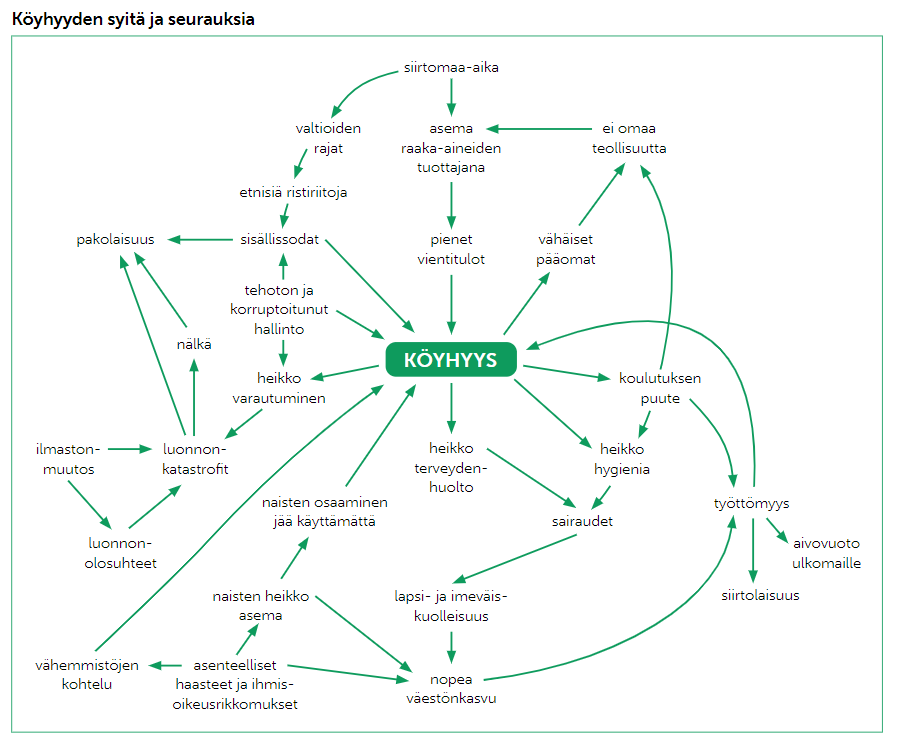 Köyhyyden syitä ja seurauksia
siirtomaa-aika
valtioiden
rajat
asema
raaka-aineiden
tuottajana
ei omaa
teollisuutta
etnisiä ristiriitoja
pakolaisuus
sisällissodat
pienet
vientitulot
vähäiset
pääomat
tehoton ja
korruptoitunut
hallinto
nälkä
KÖYHYYS
heikko
varautuminen
koulutuksen
puute
ilmaston-
muutos
luonnon-
katastrofit
heikko
terveyden-
huolto
heikko
hygienia
naisten osaaminen
jää käyttämättä
sairaudet
työttömyys
luonnon-
olosuhteet
aivovuoto
ulkomaille
siirtolaisuus
naisten heikko
asema
lapsi- ja imeväis-
kuolleisuus
vähemmistöjen
kohtelu
asenteelliset
haasteet ja ihmis-
oikeusrikkomukset
nopea
väestönkasvu